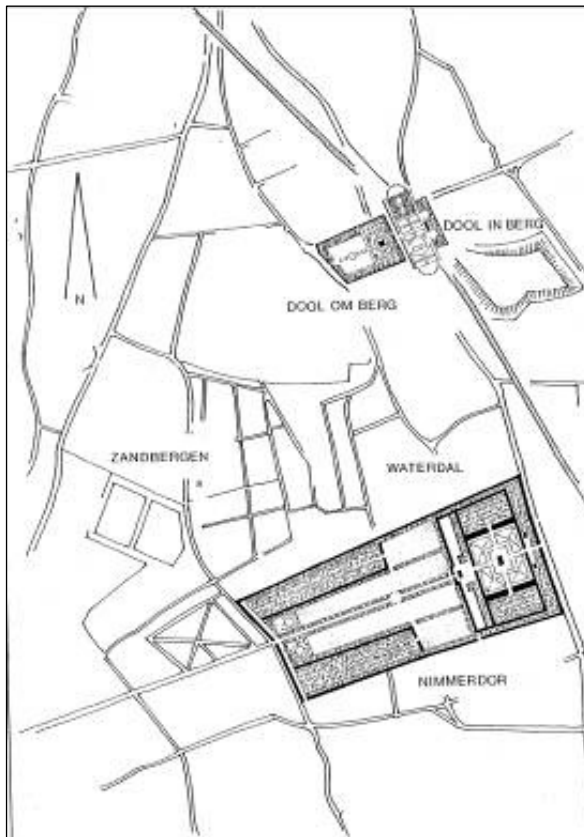 DOOL IN BERG
N
DOOL OM BERG
ZANDBERGEN
WATERDAL
NIMMERDOR